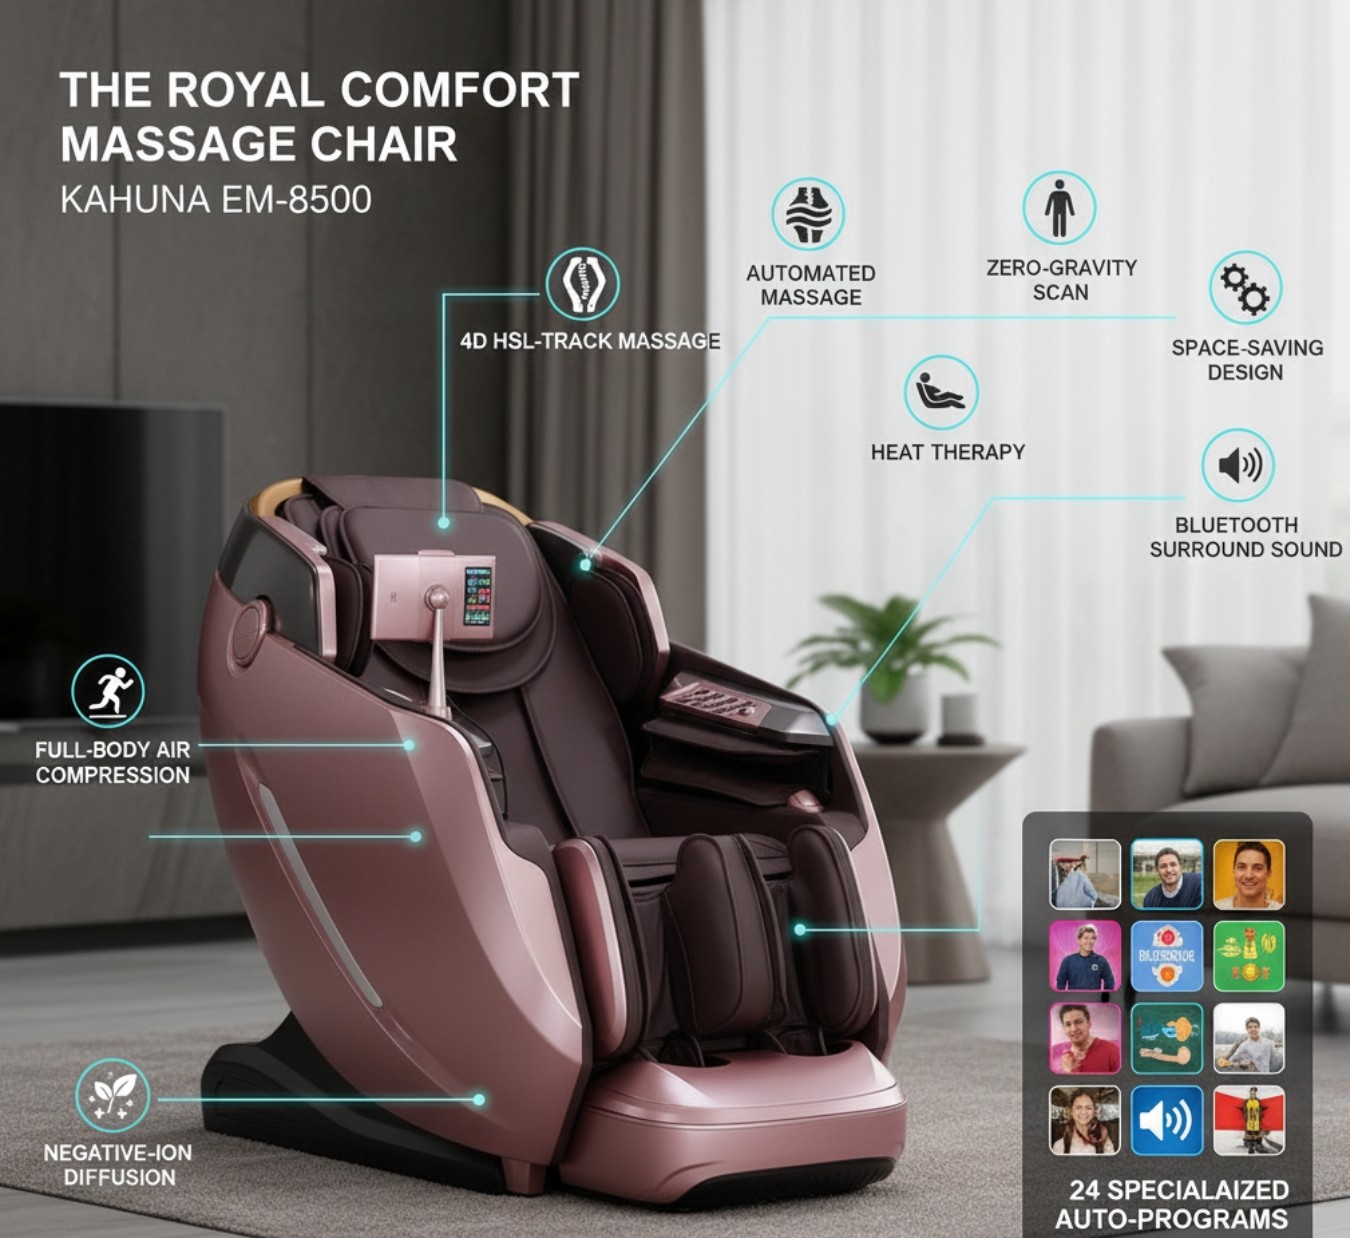 THE ROYAL COMFORT
MASSAGE CHAIR
KAHUNA EM-8500
4D HSL-TRACK MASSAGE
AUTOMATED
MASSAGE
ZERO-GRAVITY
SCAN
SPACE-SAVING
DESIGN
HEAT THERAPY
BLUETOOTH
SURROUND SOUND
FULL-BODY AIR
COMPRESSION
NEGATIVE-ION
DIFFUSION
24 SPECIALAIZED
AUTO-PROGRAMS